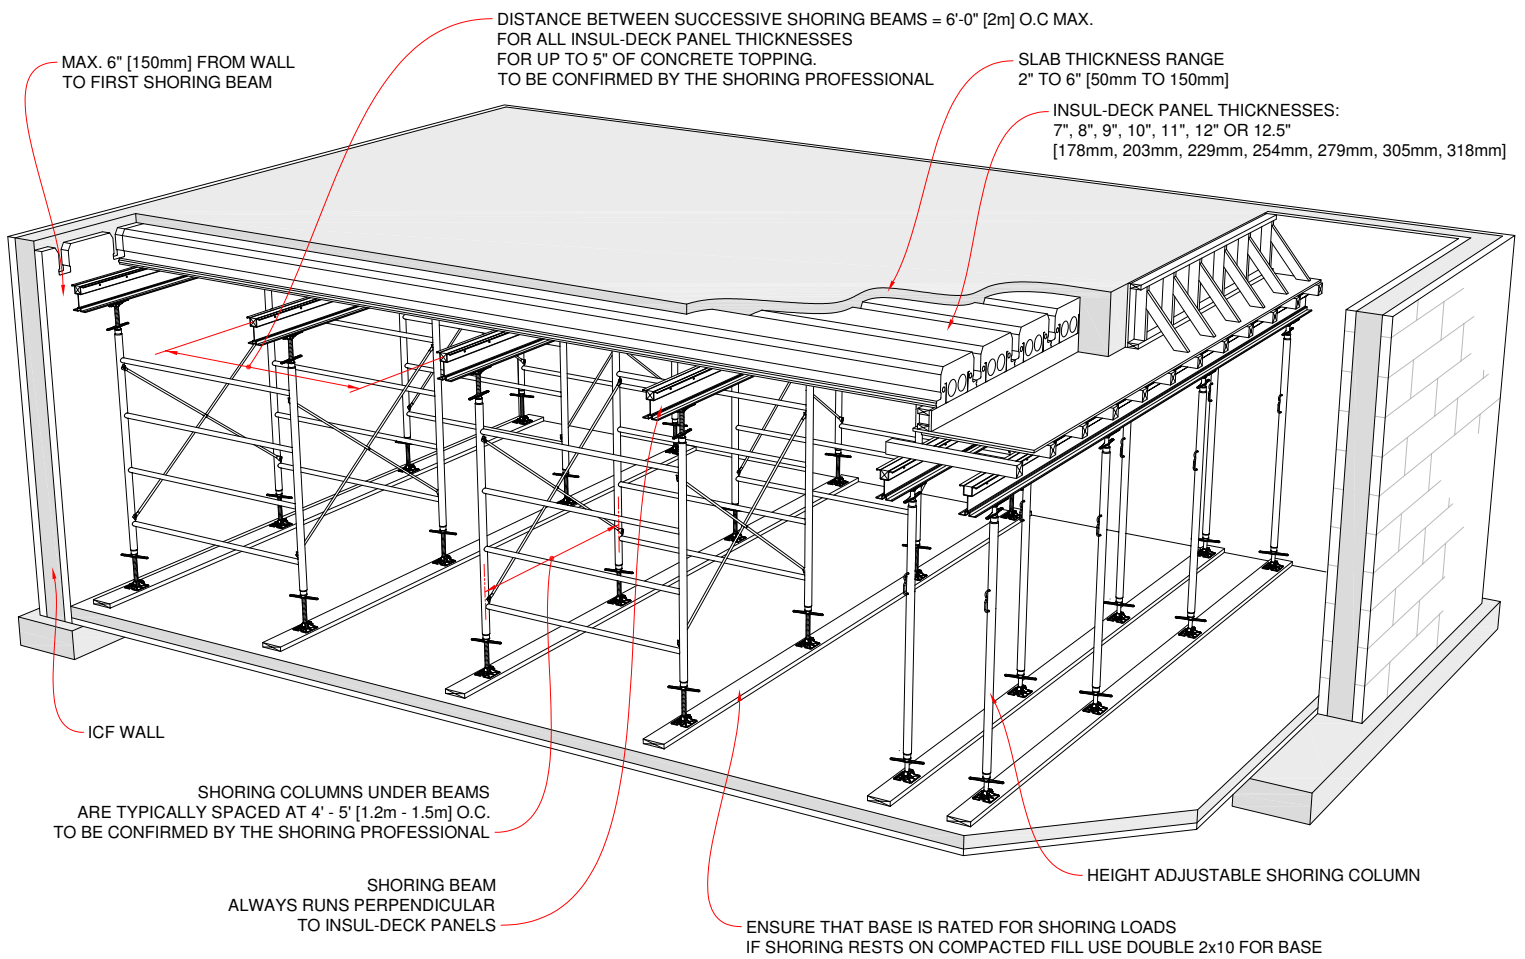 DISTANCE BETWEEN SUCCESSIVE SHORING BEAMS = 6'-0" [2m] O.C MAX.
FOR ALL INSUL-DECK PANEL THICKNESSES
FOR UP TO 5" OF CONCRETE TOPPING.
TO BE CONFIRMED BY THE SHORING PROFESSIONAL
MAX. 6" [150mm] FROM WALL
TO FIRST SHORING BEAM
SLAB THICKNESS RANGE
2" TO 6" [50mm TO 150mm]
INSUL-DECK PANEL THICKNESSES:
7", 8", 9", 10", 11", 12" OR 12.5"
[178mm, 203mm, 229mm, 254mm, 279mm, 305mm, 318mm]
ICF WALL
SHORING COLUMNS UNDER BEAMS
ARE TYPICALLY SPACED AT 4' - 5' [1.2m - 1.5m] O.C.
TO BE CONFIRMED BY THE SHORING PROFESSIONAL
SHORING BEAM
ALWAYS RUNS PERPENDICULAR
TO INSUL-DECK PANELS
HEIGHT ADJUSTABLE SHORING COLUMN
ENSURE THAT BASE IS RATED FOR SHORING LOADS
IF SHORING RESTS ON COMPACTED FILL USE DOUBLE 2x10 FOR BASE